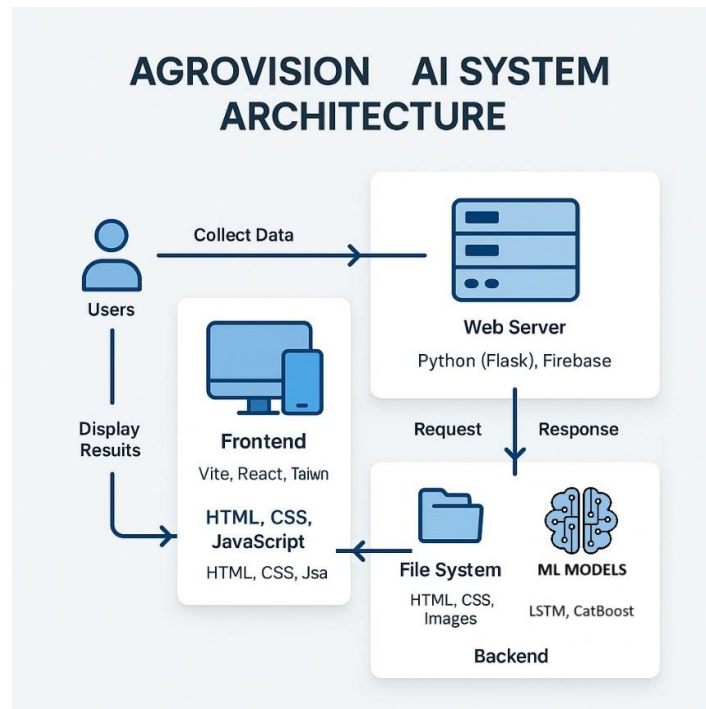 AGROVISION AI SYSTEM
ARCHITECTURE
Collect Data
Users
Web Server
Python (Flask), Firebase
Display
Resuits
Frontend
Vite, React, Taiwn
HTML, CSS,
JavaScript
HTML, CSS, Jsa
Request
Response
File System
HTML, CSS,
Images
ML MODELS
LSTM, CatBoost
Backend